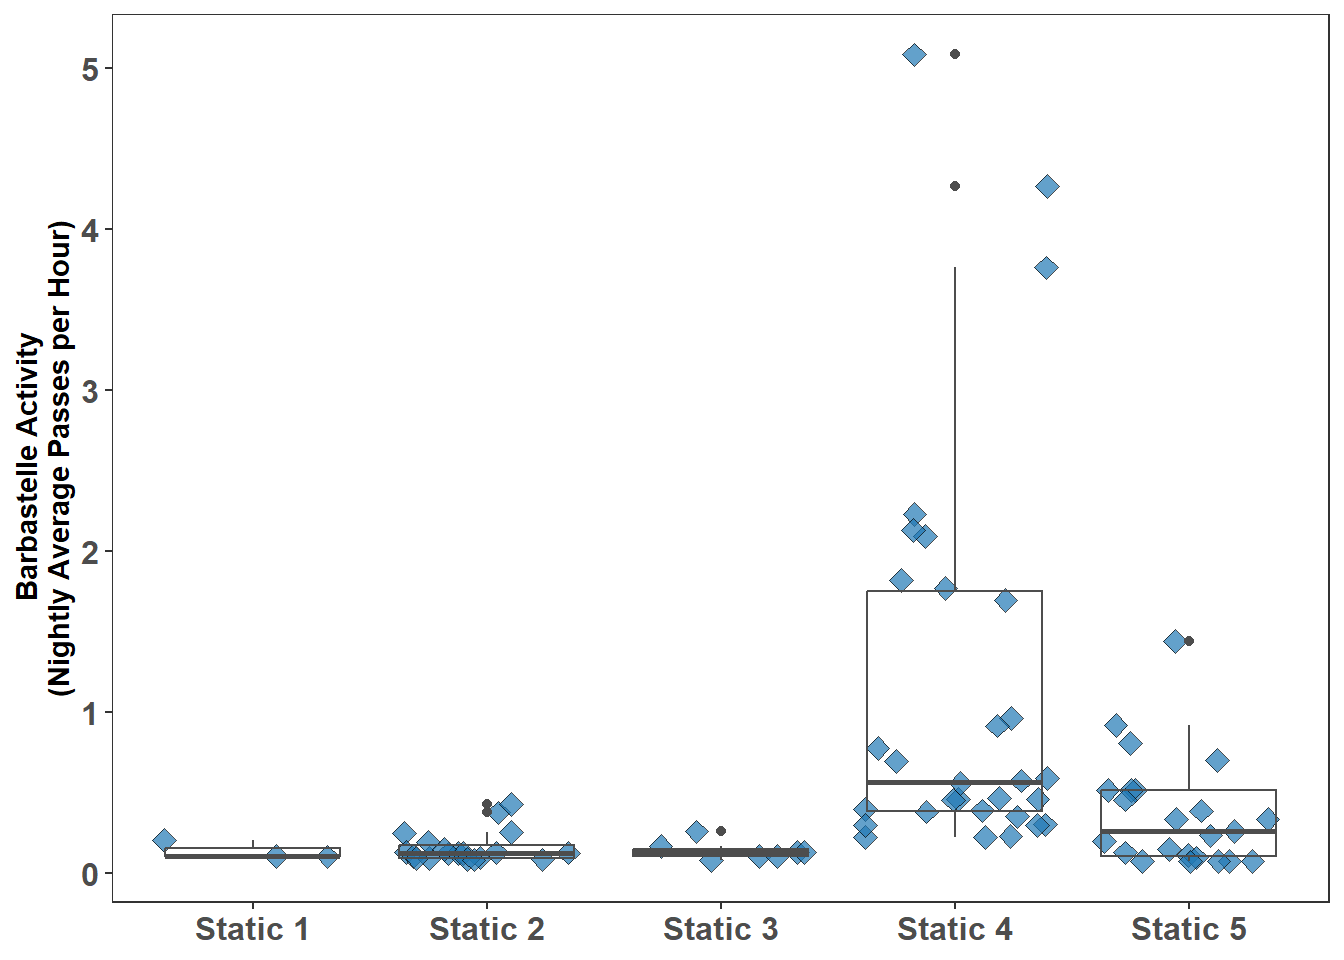 Barbastelle Activity
(Nightly Average Passes per Hour)
5
4
3
2
1
0
Static 1
Static 2
Static 3
Static 4
Static 5